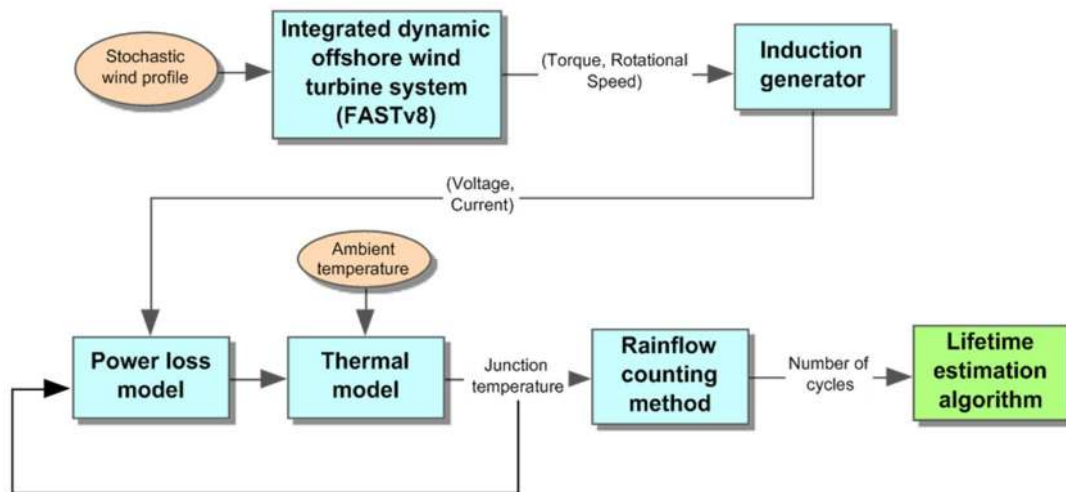 Stochastic
wind profile
Integrated dynamic
offshore wind
turbine system
(FASTv8)
(Torque, Rotational
Speed)
Induction
generator
(Voltage,
Current)
Ambient
temperature
Power loss
model
Thermal
model
Junction
temperature
Rainflow
counting
method
Number of
cycles
Lifetime
estimation
algorithm